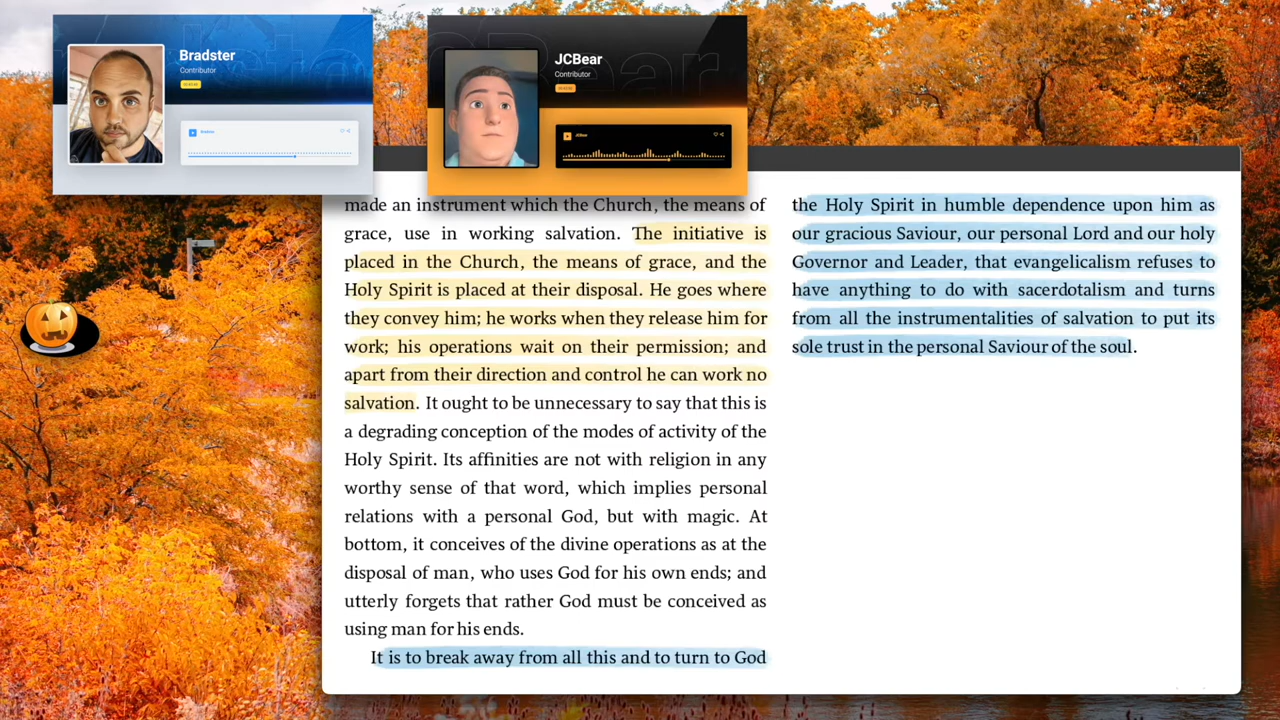 Bradster
Contributor
JCBear
Contributor
JCBear
made an instrument which the Church, the means of
grace, use in working salvation. The initiative is
placed in the Church, the means of grace, and the
Holy Spirit is placed at their disposal. He goes where
they convey him; he works when they release him for
work; his operations wait on their permission; and
apart from their direction and control he can work no
salvation. It ought to be unnecessary to say that this is
a degrading conception of the modes of activity of the
Holy Spirit. Its affinities are not with religion in any
worthy sense of that word, which implies personal
relations with a personal God, but with magic. At
bottom, it conceives of the divine operations as at the
disposal of man, who uses God for his own ends; and
utterly forgets that rather God must be conceived as
using man for his ends.
It is to break away from all this and to turn to God
the Holy Spirit in humble dependence upon him as
our gracious Saviour, our personal Lord and our holy
Governor and Leader, that evangelicalism refuses to
have anything to do with sacerdotalism and turns
from all the instrumentalities of salvation to put its
sole trust in the personal Saviour of the soul.